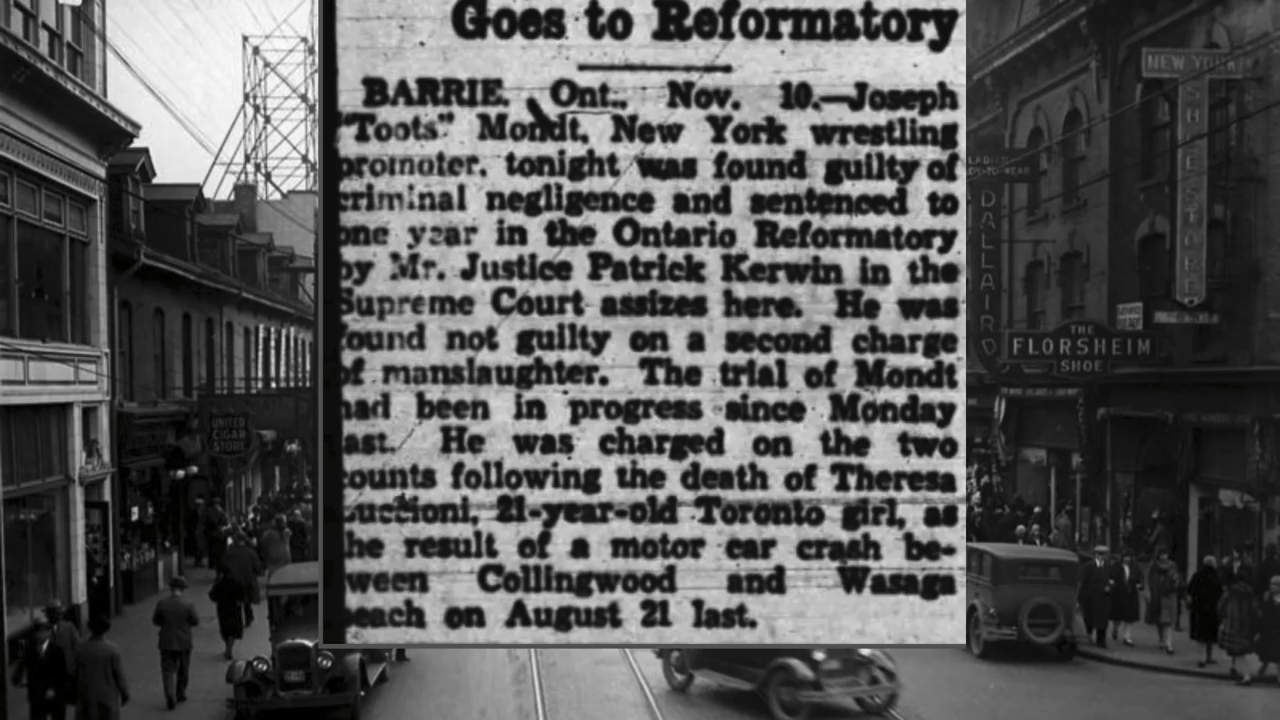 Goes to Reformatory
BARRIE, Ont., Nov. 10.—Joseph
"Toots" Mondt, New York wrestling
promoter, tonight was found guilty of
criminal negligence and sentenced to
one year in the Ontario Reformatory
by Mr. Justice Patrick Kerwin in the
Supreme Court assizes here. He was
found not guilty on a second charge
of manslaughter. The trial of Mondt
had been in progress since Monday
last. He was charged on the two
counts following the death of Theresa
21-year-old Toronto girl, as
the result of a motor car crash be-
tween Collingwood and Wasaga
beach on August 21 last.
UNITED
CIGAR
STORE
NEW YORK
SHOE STORE
DALLAIRD
THE
FLORSHEIM
SHOE